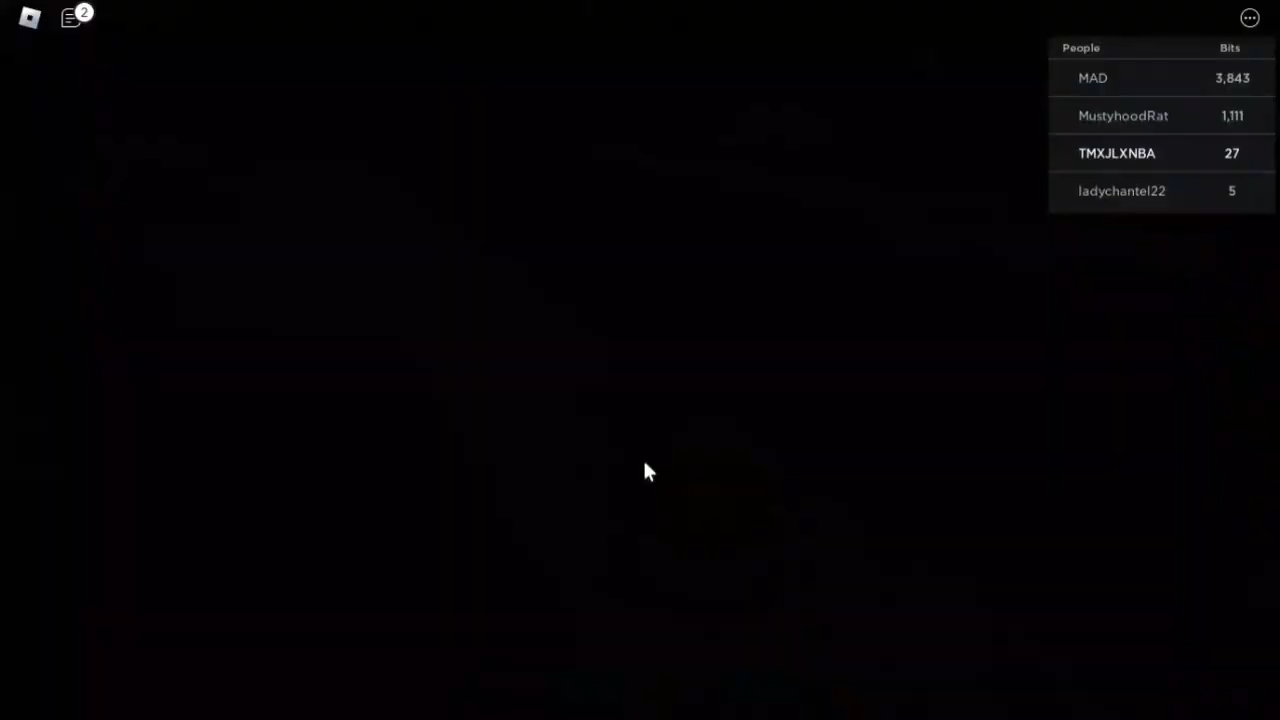 2
People Bits
MAD 3,843
MustyhoodRat 1,111
TMXJLXNBA 27
ladychantel22 5